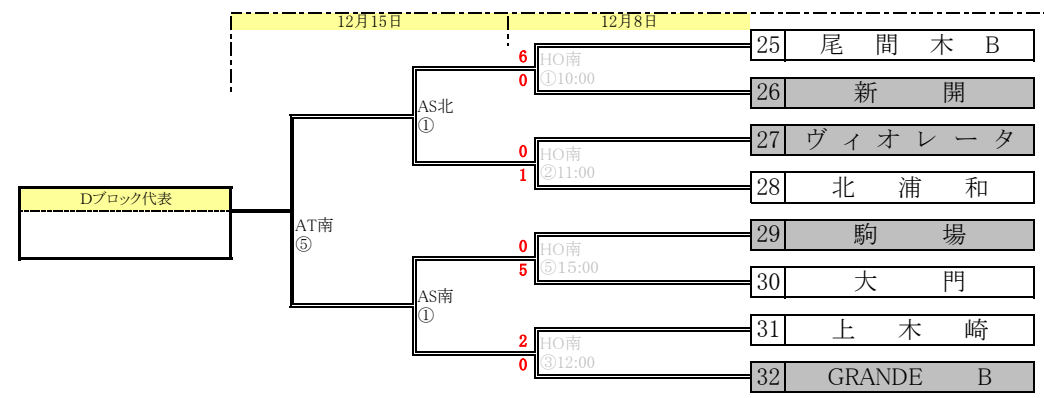 12月15日 12月8日
25 尾間木B
6 HO南
0 ①10:00
26 新開
AS北
①
27 ヴィオレータ
0 HO南
1 ②11:00
28 北浦和
Dブロック代表
AT南
⑤
29 駒場
0 HO南
5 ⑤15:00
30 大門
AS南
①
31 上木崎
2 HO南
0 ③12:00
32 GRANDE B